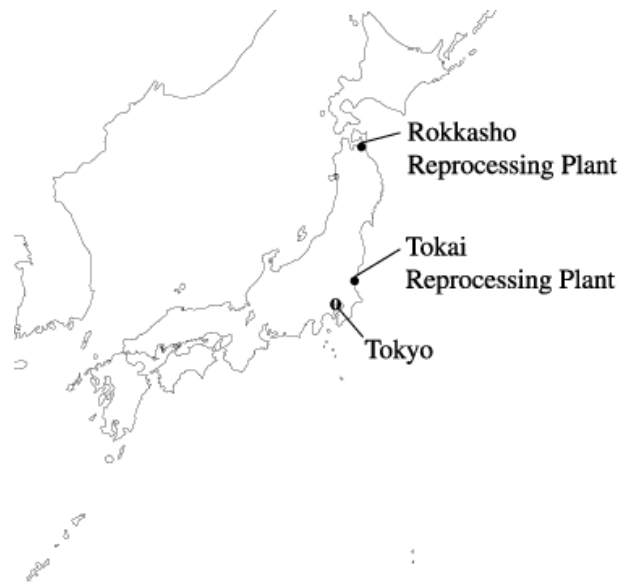 Rokkasho
Reprocessing Plant
Tokai
Reprocessing Plant
Tokyo